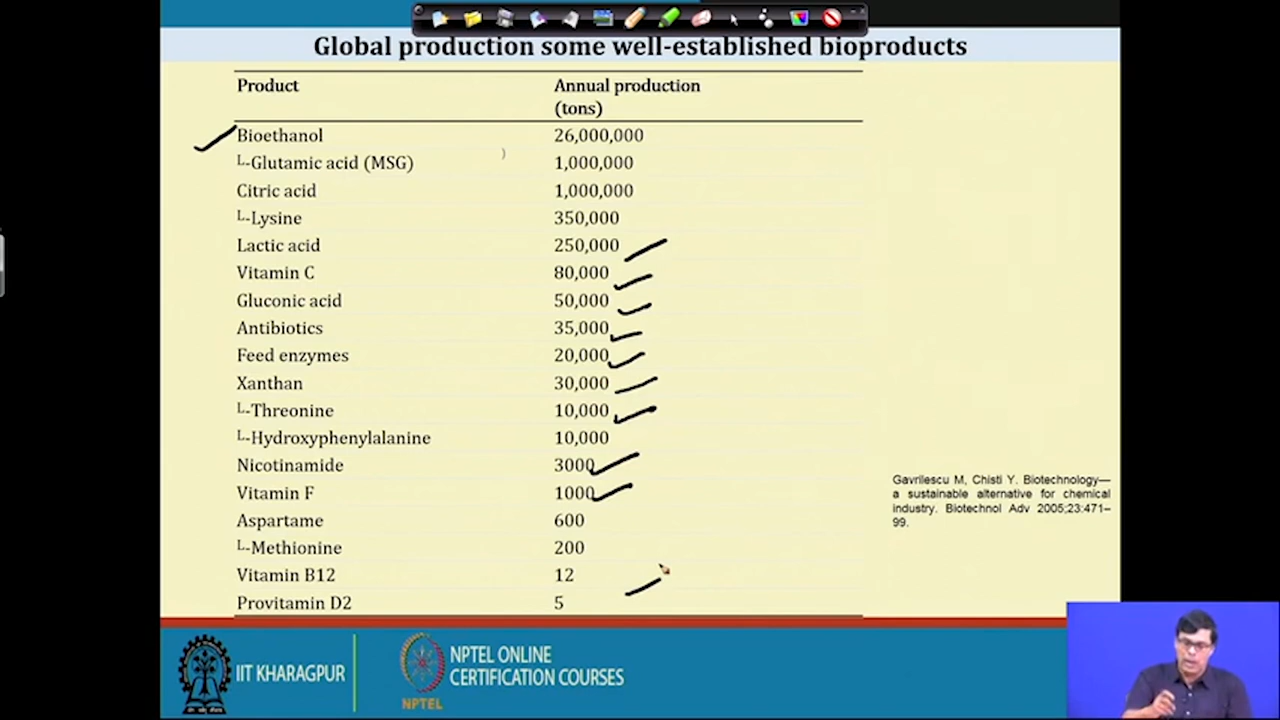 Global production some well-established bioproducts
Product Annual production
(tons)
Bioethanol 26,000,000
L-Glutamic acid (MSG) 1,000,000
Citric acid 1,000,000
L-Lysine 350,000
Lactic acid 250,000
Vitamin C 80,000
Gluconic acid 50,000
Antibiotics 35,000
Feed enzymes 20,000
Xanthan 30,000
L-Threonine 10,000
L-Hydroxyphenylalanine 10,000
Nicotinamide 3000
Vitamin F 1000
Aspartame 600
L-Methionine 200
Vitamin B12 12
Provitamin D2 5
Gavrilescu M, Chisti Y. Biotechnology—
a sustainable alternative for chemical
industry. Biotechnol Adv 2005;23:471–
99.
IIT KHARAGPUR
NPTEL
NPTEL ONLINE
CERTIFICATION COURSES